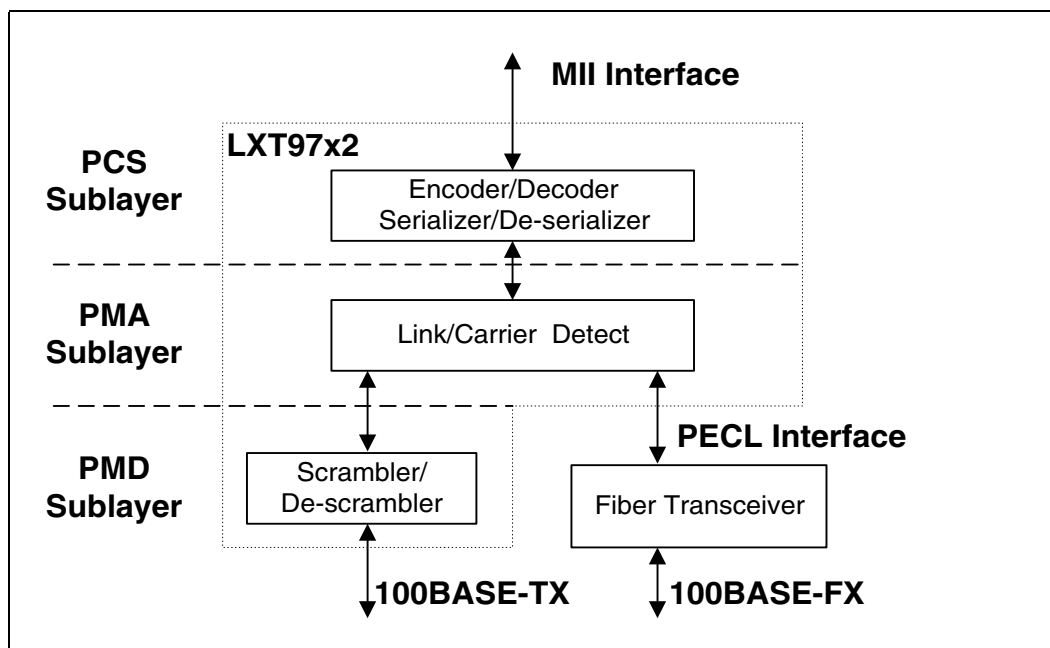 MII Interface
LXT97x2
PCS
Sublayer
Encoder/Decoder
Serializer/De-serializer
PMA
Sublayer
Link/Carrier Detect
PECL Interface
PMD
Sublayer
Scrambler/
De-scrambler
Fiber Transceiver
100BASE-TX
100BASE-FX